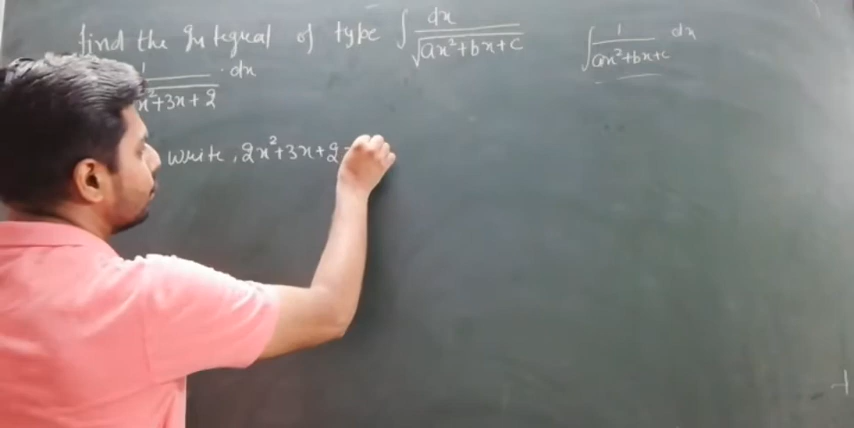 find the Integral of type ∫ dx / √ax²+bx+c ∫ 1 / ax²+bx+c dx
1 / x²+3x+2 · dx
write, 2x²+3x+2